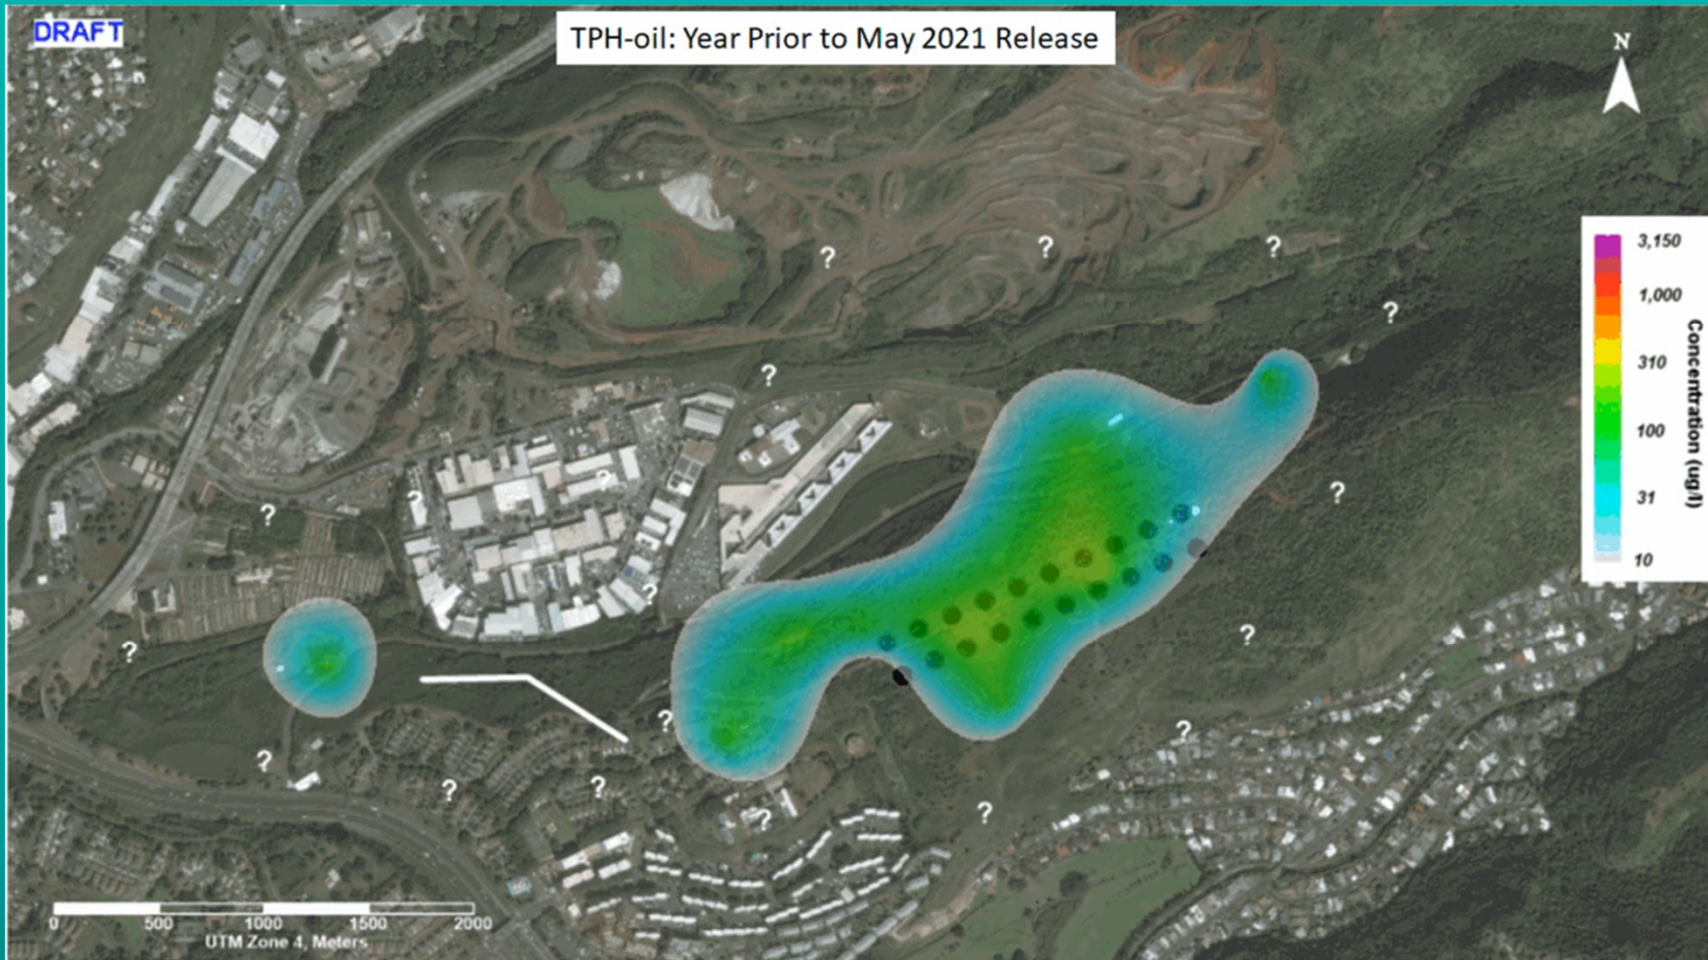 DRAFT
TPH-oil: Year Prior to May 2021 Release
N
3,150
1,000
310
100
31
10
Concentration (ug/l)
? ? ?
?
?
?
? ?
?
?
?
?
?
?
?
? ?
?
?
0 500 1000 1500 2000
UTM Zone 4, Meters